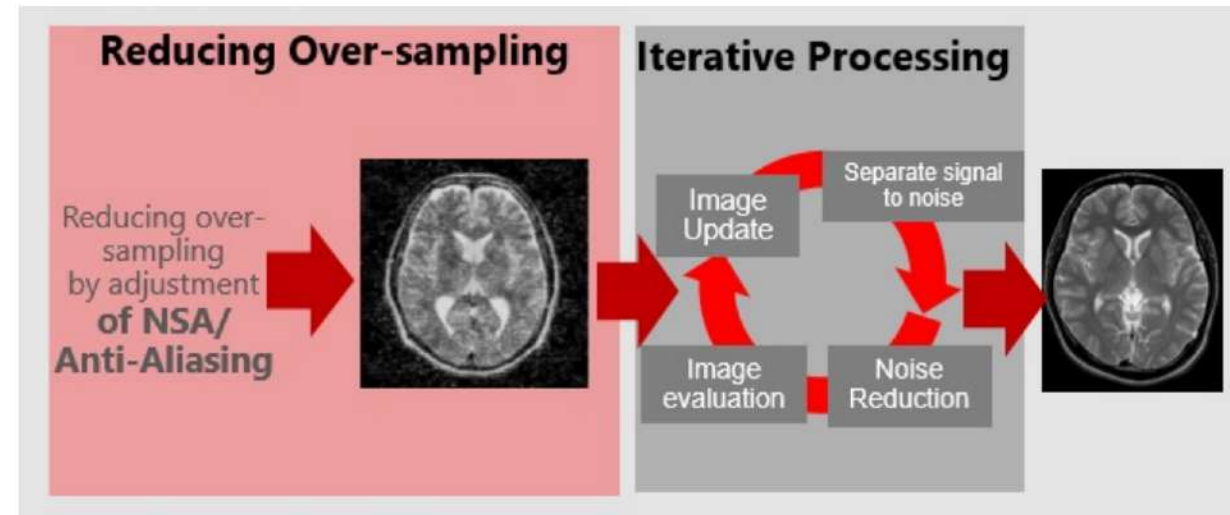 Reducing Over-sampling
Iterative Processing
Reducing over-
sampling
by adjustment
of NSA/
Anti-Aliasing
Image
Update
Separate signal
to noise
Image
evaluation
Noise
Reduction